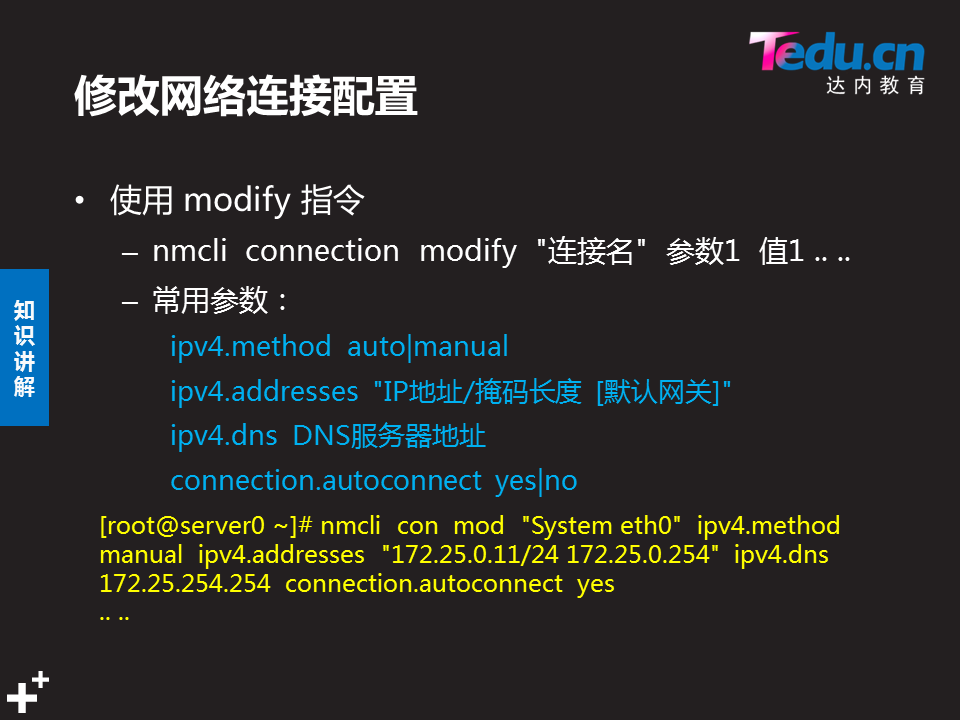 Tedu.cn
达内教育
修改网络连接配置
• 使用 modify 指令
– nmcli connection modify "连接名" 参数1 值1 .. ..
– 常用参数：
ipv4.method auto|manual
ipv4.addresses "IP地址/掩码长度 [默认网关]"
ipv4.dns DNS服务器地址
connection.autoconnect yes|no
知识讲解
[root@server0 ~]# nmcli con mod "System eth0" ipv4.method
manual ipv4.addresses "172.25.0.11/24 172.25.0.254" ipv4.dns
172.25.254.254 connection.autoconnect yes
.. ..